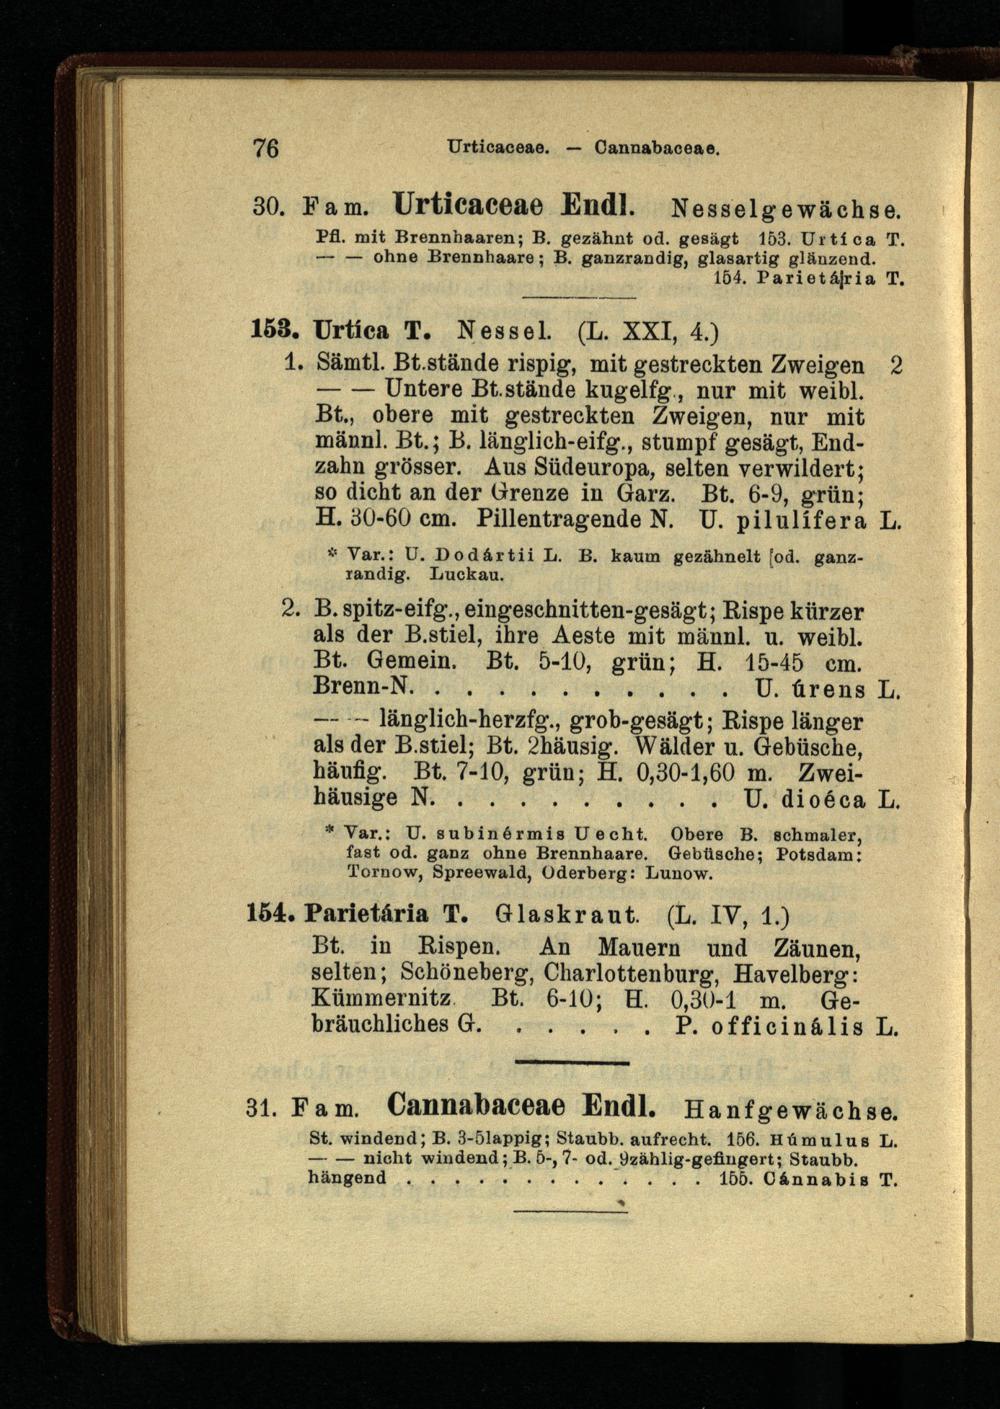 76 Urticaceae. — Cannabaceae.
30. Fam. Urticaceae Endl. Nesselgewächse.
Pfl. mit Brennhaaren; B. gezähnt od. gesägt 153. Urtíca T.
— — ohne Brennhaare; B. ganzrandig, glasartig glänzend.
154. Parietária T.
153. Urtíca T. Nessel. (L. XXI, 4.)
1. Sämtl. Bt.stände rispig, mit gestreckten Zweigen 2
— — Untere Bt.stände kugelfg., nur mit weibl.
Bt., obere mit gestreckten Zweigen, nur mit
männl. Bt.; B. länglich-eifg., stumpf gesägt, End-
zahn grösser. Aus Südeuropa, selten verwildert;
so dicht an der Grenze in Garz. Bt. 6-9, grün;
H. 30-60 cm. Pillentragende N. U. pilulífera L.
* Var.: U. Dodártii L. B. kaum gezähnelt [od. ganz-
randig. Luckau.
2. B. spitz-eifg., eingeschnitten-gesägt; Rispe kürzer
als der B.stiel, ihre Aeste mit männl. u. weibl.
Bt. Gemein. Bt. 5-10, grün; H. 15-45 cm.
Brenn-N. . . . . . . . . . . U. úrens L.
— — länglich-herzfg., grob-gesägt; Rispe länger
als der B.stiel; Bt. 2häusig. Wälder u. Gebüsche,
häufig. Bt. 7-10, grün; H. 0,30-1,60 m. Zwei-
häusige N. . . . . . . . . . . U. dioéca L.
* Var.: U. subinérmis Uecht. Obere B. schmaler,
fast od. ganz ohne Brennhaare. Gebüsche; Potsdam:
Tornow, Spreewald, Oderberg: Lunow.
154. Parietária T. Glaskraut. (L. IV, 1.)
Bt. in Rispen. An Mauern und Zäunen,
selten; Schöneberg, Charlottenburg, Havelberg:
Kümmernitz. Bt. 6-10; H. 0,30-1 m. Ge-
bräuchliches G. . . . . . . P. officinális L.
31. Fam. Cannabaceae Endl. Hanfgewächse.
St. windend; B. 3-5lappig; Staubb. aufrecht. 156. Húmulus L.
— — nicht windend; B. 5-, 7- od. 9zählig-gefingert; Staubb.
hängend . . . . . . . . . . . . . 155. Cánnabis T.